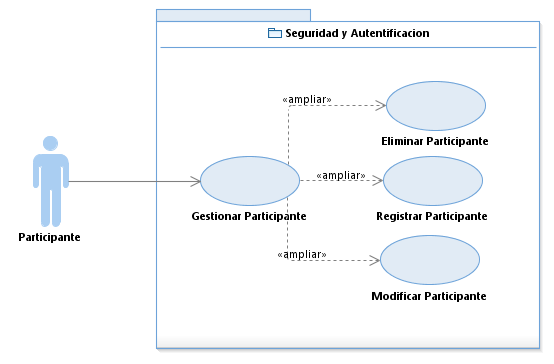 Seguridad y Autentificacion
«ampliar»
Eliminar Participante
«ampliar»
Gestionar Participante
Registrar Participante
Participante
«ampliar»
Modificar Participante